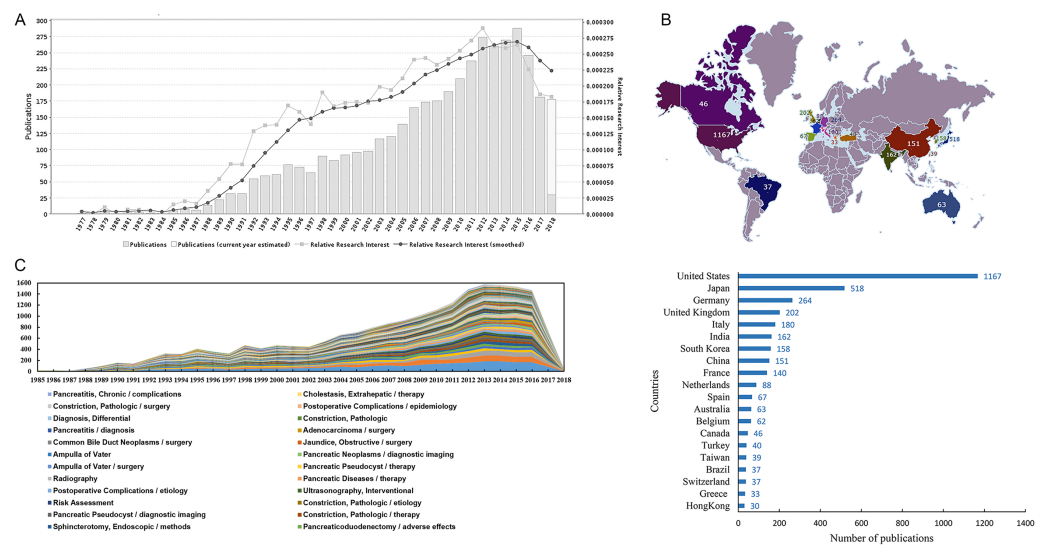 A
300
275
250
225
200
175
150
125
100
75
50
25
0
Publications
0.000300
0.000275
0.000250
0.000225
0.000200
0.000175
0.000150
0.000125
0.000100
0.000075
0.000050
0.000025
0.000000
Relative Research Interest
1977 1978 1979 1980 1981 1982 1983 1984 1985 1986 1987 1988 1989 1990 1991 1992 1993 1994 1995 1996 1997 1998 1999 2000 2001 2002 2003 2004 2005 2006 2007 2008 2009 2010 2011 2012 2013 2014 2015 2016 2017 2018
Publications Publications (current year estimated) Relative Research Interest Relative Research Interest (smoothed)
B
46
1167
37
202
33
151
162
158
518
39
63
C
1600
1400
1200
1000
800
600
400
200
0
1985 1986 1987 1988 1989 1990 1991 1992 1993 1994 1995 1996 1997 1998 1999 2000 2001 2002 2003 2004 2005 2006 2007 2008 2009 2010 2011 2012 2013 2014 2015 2016 2017 2018
Pancreatitis, Chronic / complications
Constriction, Pathologic / surgery
Diagnosis, Differential
Pancreatitis / diagnosis
Common Bile Duct Neoplasms / surgery
Ampulla of Vater
Ampulla of Vater / surgery
Radiography
Postoperative Complications / etiology
Risk Assessment
Pancreatic Pseudocyst / diagnostic imaging
Sphincterotomy, Endoscopic / methods
Cholestasis, Extrahepatic / therapy
Postoperative Complications / epidemiology
Constriction, Pathologic
Adenocarcinoma / surgery
Jaundice, Obstructive / surgery
Pancreatic Neoplasms / diagnostic imaging
Pancreatic Pseudocyst / therapy
Pancreatic Diseases / therapy
Ultrasonography, Interventional
Constriction, Pathologic / etiology
Constriction, Pathologic / therapy
Pancreaticoduodenectomy / adverse effects
Countries
United States 1167
Japan 518
Germany 264
United Kingdom 202
Italy 180
India 162
South Korea 158
China 151
France 140
Netherlands 88
Spain 67
Australia 63
Belgium 62
Canada 46
Turkey 40
Taiwan 39
Brazil 37
Switzerland 37
Greece 33
HongKong 30
0 200 400 600 800 1000 1200 1400
Number of publications